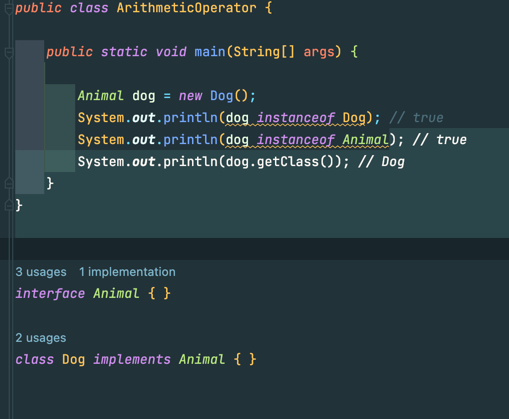 public class ArithmeticOperator {
public static void main(String[] args) {
Animal dog = new Dog();
System.out.println(dog instanceof Dog); // true
System.out.println(dog instanceof Animal); // true
System.out.println(dog.getClass()); // Dog
}
}
3 usages 1 implementation
interface Animal { }
2 usages
class Dog implements Animal { }